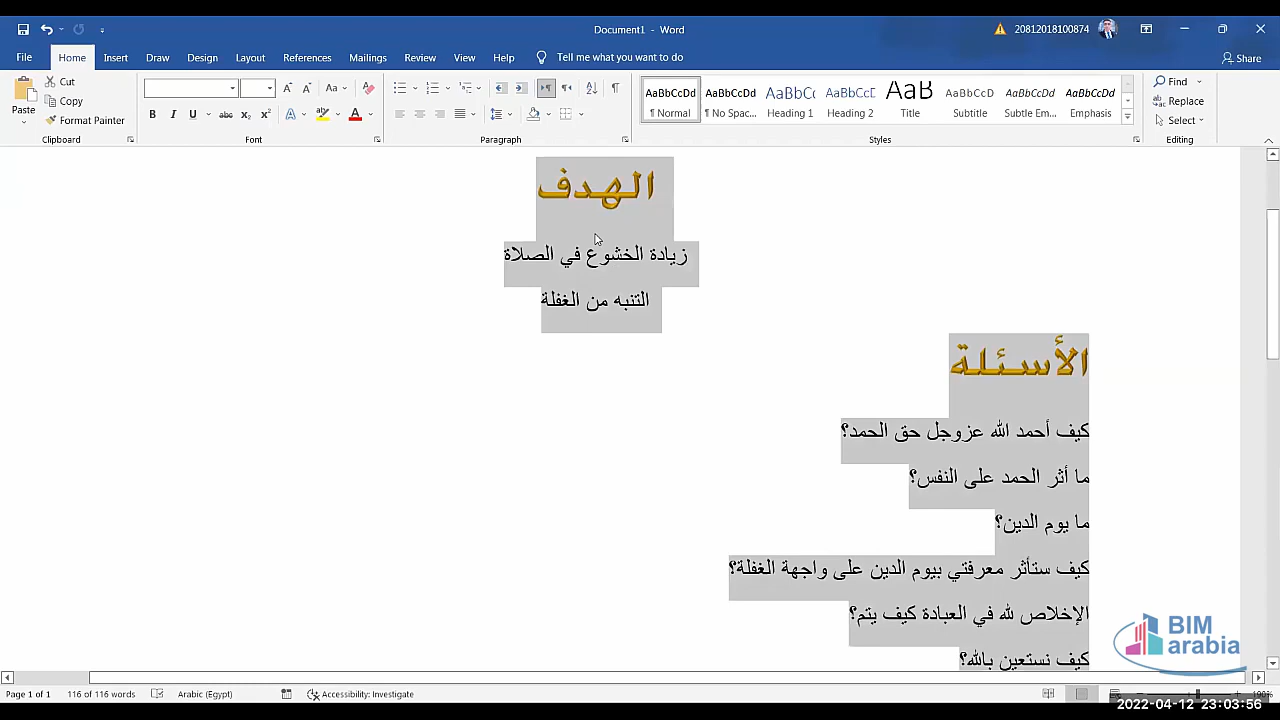 Document1 - Word
20812018100874
File Home Insert Draw Design Layout References Mailings Review View Help Tell me what you want to do
Share
Paste
Cut
Copy
Format Painter
Clipboard
Font
Paragraph
AaBbCcDd
¶ Normal
AaBbCcDd
¶ No Spac...
AaBbC
Heading 1
AaBbCcE
Heading 2
AaB
Title
AaBbCcD
Subtitle
AaBbCcDd
Subtle Em...
AaBbCcDd
Emphasis
Styles
Find
Replace
Select
Editing
الهدف
زيادة الخشوع في الصلاة
التنبه من الغفلة
الأسئلة
كيف أحمد الله عزوجل حق الحمد؟
ما أثر الحمد على النفس؟
ما يوم الدين؟
كيف ستأثر معرفتي بيوم الدين على واجهة الغفلة؟
الإخلاص لله في العبادة كيف يتم؟
كيف نستعين بالله؟
BIM
arabia
Page 1 of 1 116 of 116 words Arabic (Egypt) Accessibility: Investigate
2022-04-12 23:03:56